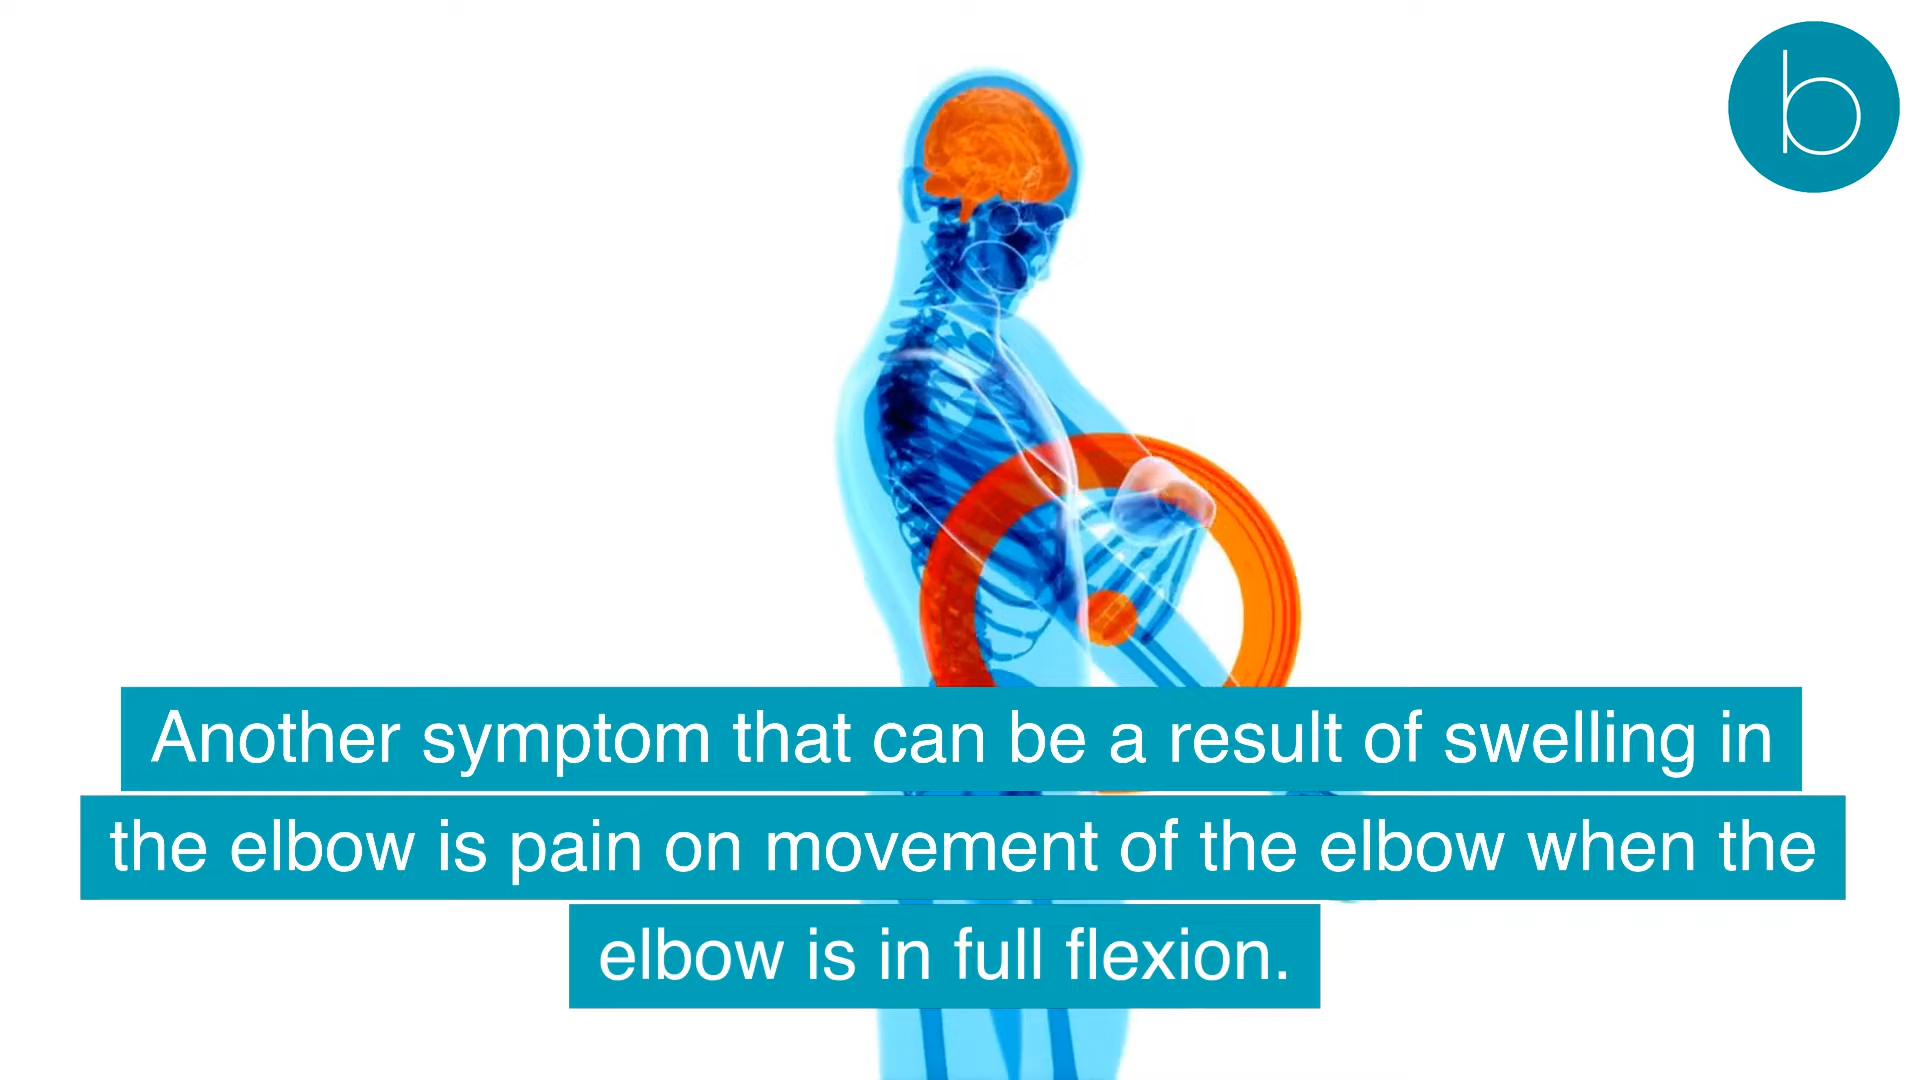 b
Another symptom that can be a result of swelling in
the elbow is pain on movement of the elbow when the
elbow is in full flexion.